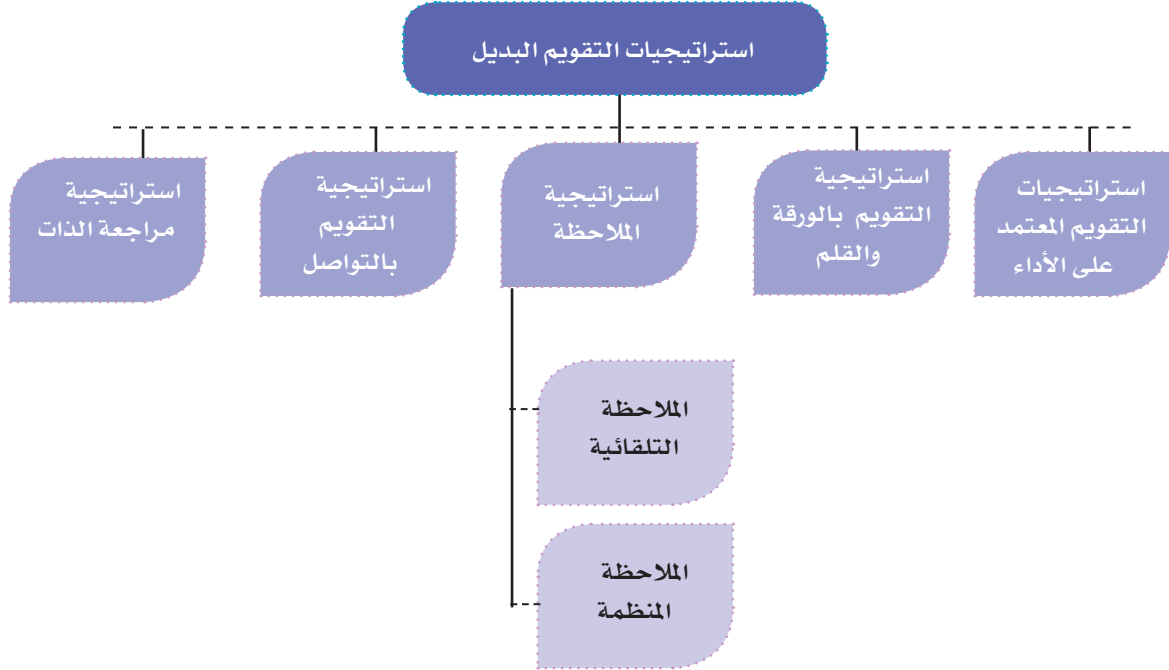 استراتيجيات التقويم البديل
استراتيجيات
التقويم المعتمد
على الأداء
استراتيجية
التقويم بالورقة
والقلم
استراتيجية
الملاحظة
استراتيجية
التقويم
بالتواصل
استراتيجية
مراجعة الذات
الملاحظة
التلقائية
الملاحظة
المنظمة